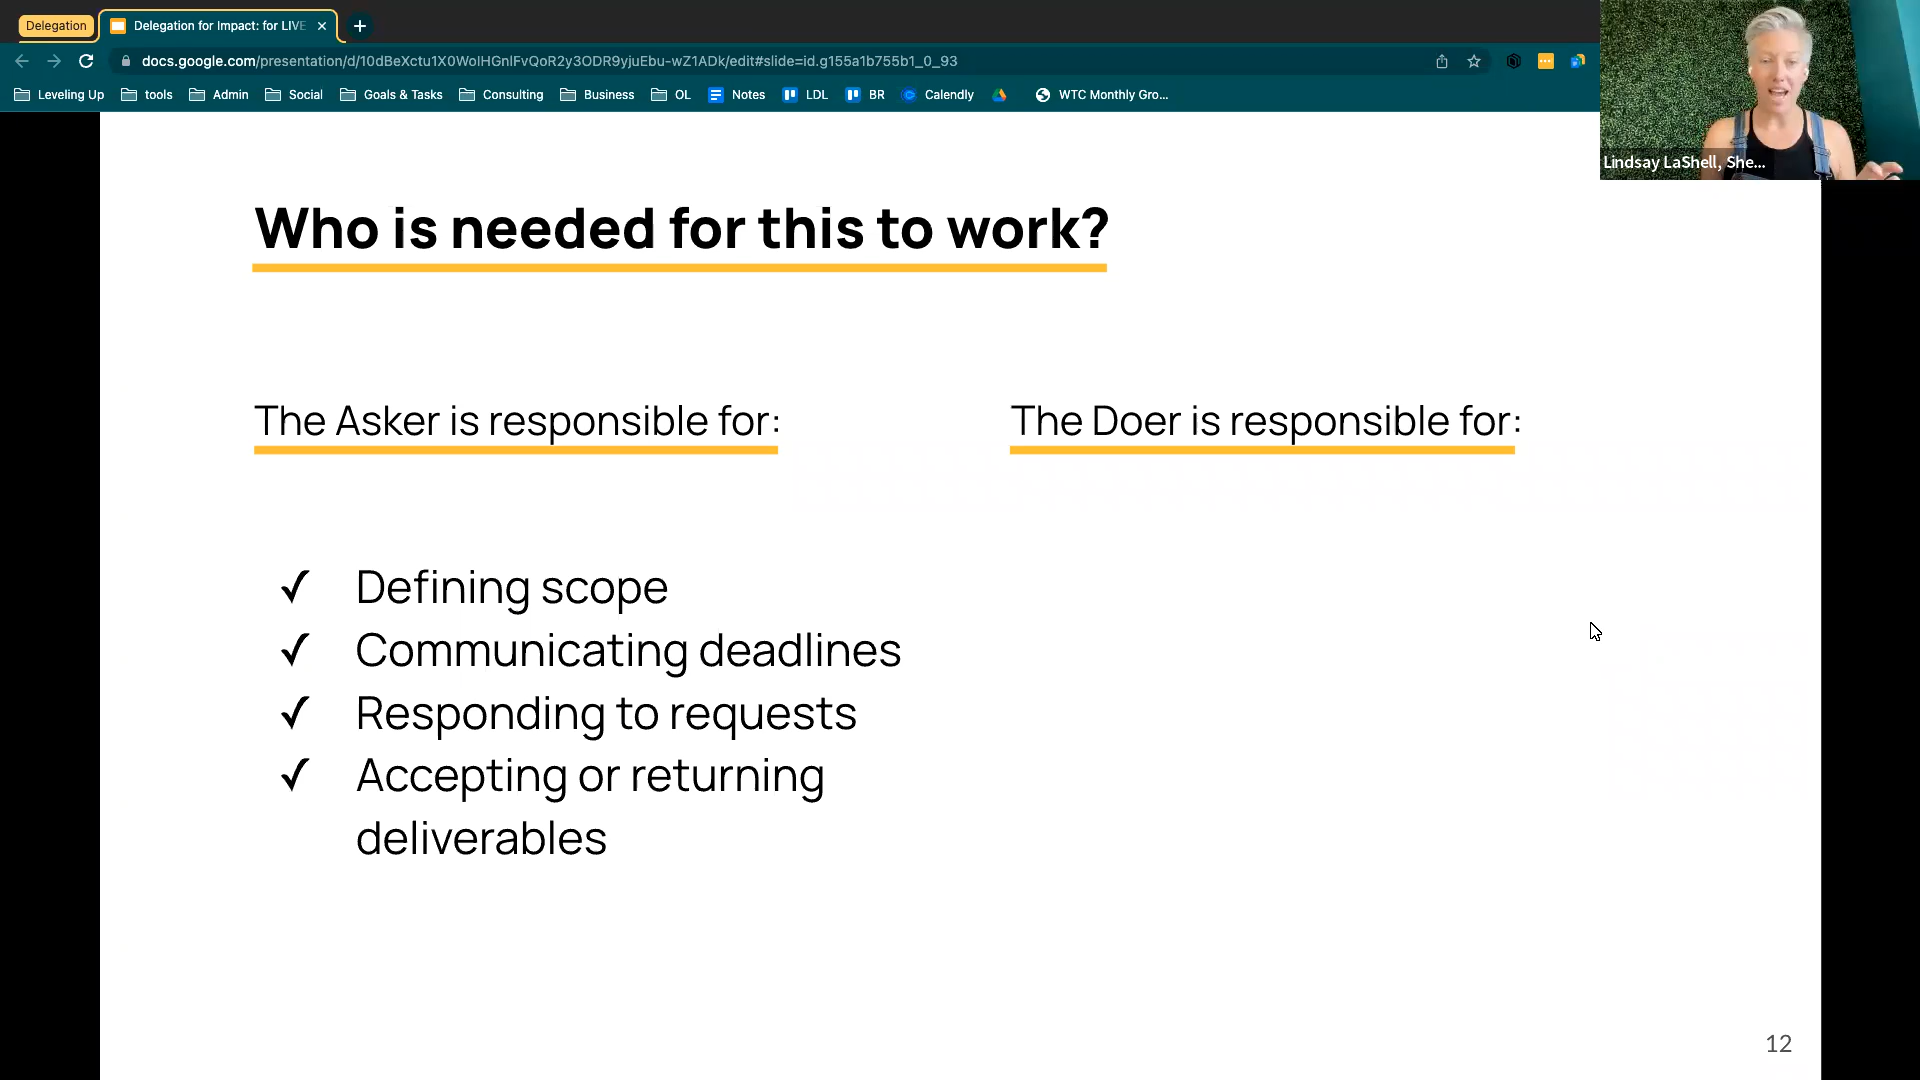 Delegation
Delegation for Impact: for LIVE
docs.google.com/presentation/d/10dBeXctu1X0WolHGnlFvQoR2y3ODR9yjuEbu-wZ1ADk/edit#slide=id.g155a1b755b1_0_93
Leveling Up tools Admin Social Goals & Tasks Consulting Business OL Notes LDL BR Calendly WTC Monthly Gro...
Lindsay LaShell, She...
Who is needed for this to work?
The Asker is responsible for:
✓ Defining scope
✓ Communicating deadlines
✓ Responding to requests
✓ Accepting or returning
deliverables
The Doer is responsible for:
12